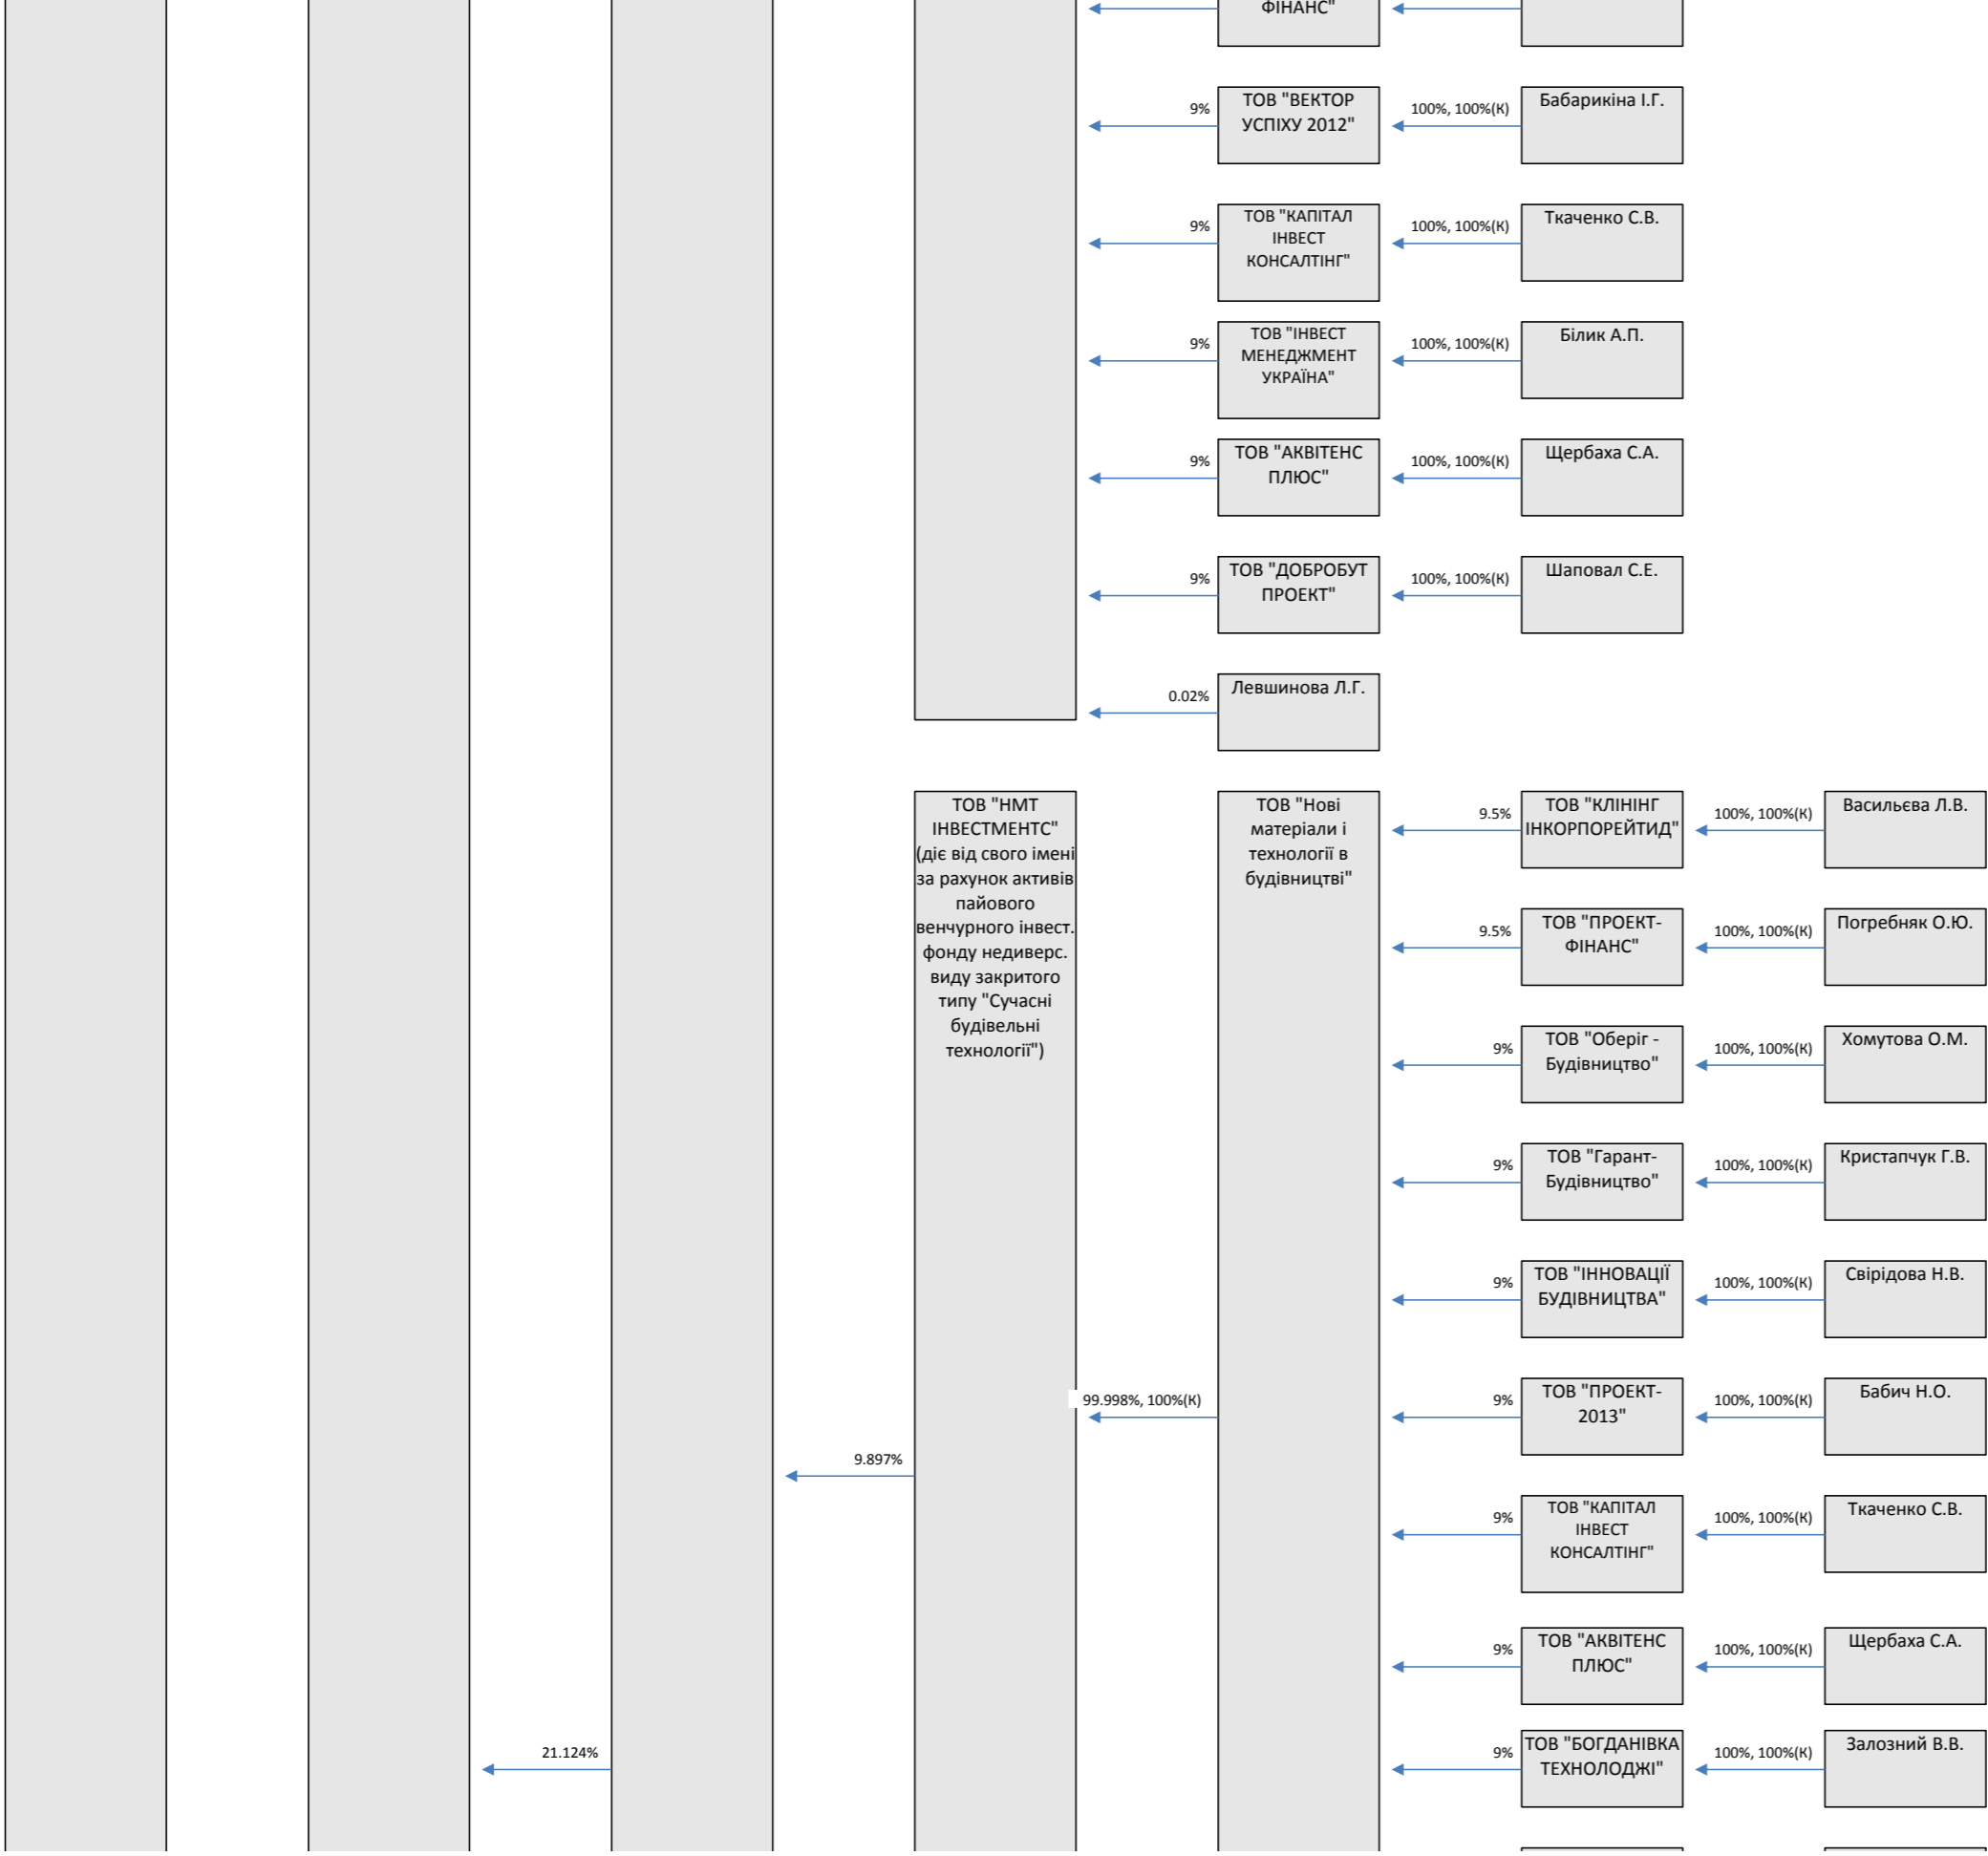 ФІНАНС"
9%
ТОВ "ВЕКТОР
УСПІХУ 2012"
100%, 100%(К)
Бабарикіна І.Г.
9%
ТОВ "КАПІТАЛ
ІНВЕСТ
КОНСАЛТІНГ"
100%, 100%(К)
Ткаченко С.В.
9%
ТОВ "ІНВЕСТ
МЕНЕДЖМЕНТ
УКРАЇНА"
100%, 100%(К)
Білик А.П.
9%
ТОВ "АКВІТЕНС
ПЛЮС"
100%, 100%(К)
Щербаха С.А.
9%
ТОВ "ДОБРОБУТ
ПРОЕКТ"
100%, 100%(К)
Шаповал С.Е.
0.02%
Левшинова Л.Г.
ТОВ "НМТ
ІНВЕСТМЕНТС"
(діє від свого імені
за рахунок активів
пайового
венчурного інвест.
фонду недиверс.
виду закритого
типу "Сучасні
будівельні
технології")
ТОВ "Нові
матеріали і
технології в
будівництві"
9.5%
ТОВ "КЛІНІНГ
ІНКОРПОРЕЙТИД"
100%, 100%(К)
Васильєва Л.В.
9.5%
ТОВ "ПРОЕКТ-
ФІНАНС"
100%, 100%(К)
Погребняк О.Ю.
9%
ТОВ "Оберіг -
Будівництво"
100%, 100%(К)
Хомутова О.М.
9%
ТОВ "Гарант-
Будівництво"
100%, 100%(К)
Кристапчук Г.В.
9%
ТОВ "ІННОВАЦІЇ
БУДІВНИЦТВА"
100%, 100%(К)
Свірідова Н.В.
99.998%, 100%(К)
9%
ТОВ "ПРОЕКТ-
2013"
100%, 100%(К)
Бабич Н.О.
9.897%
9%
ТОВ "КАПІТАЛ
ІНВЕСТ
КОНСАЛТІНГ"
100%, 100%(К)
Ткаченко С.В.
9%
ТОВ "АКВІТЕНС
ПЛЮС"
100%, 100%(К)
Щербаха С.А.
21.124%
9%
ТОВ "БОГДАНІВКА
ТЕХНОЛОДЖІ"
100%, 100%(К)
Залозний В.В.